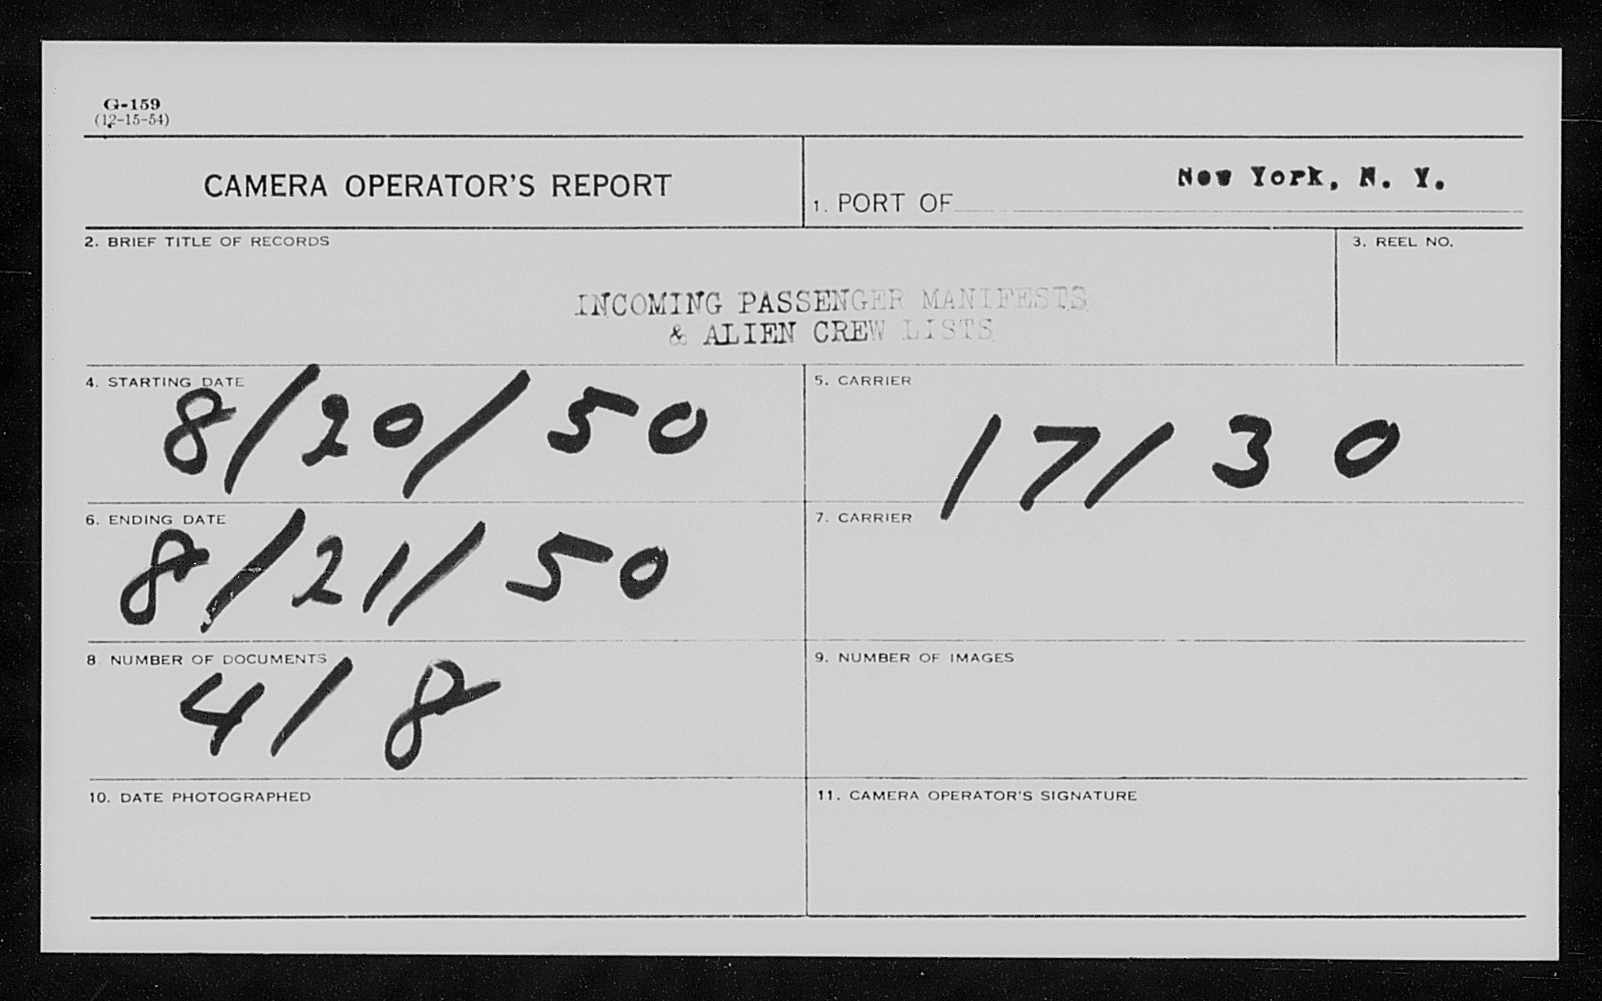 G-159
(12-15-54)
CAMERA OPERATOR'S REPORT
1. PORT OF
New York, N. Y.
2. BRIEF TITLE OF RECORDS
3. REEL NO.
INCOMING PASSENGER MANIFESTS
& ALIEN CREW LISTS
4. STARTING DATE
8/20/50
5. CARRIER
17/30
6. ENDING DATE
8/21/50
7. CARRIER
8 NUMBER OF DOCUMENTS
418
9. NUMBER OF IMAGES
10. DATE PHOTOGRAPHED
11. CAMERA OPERATOR'S SIGNATURE